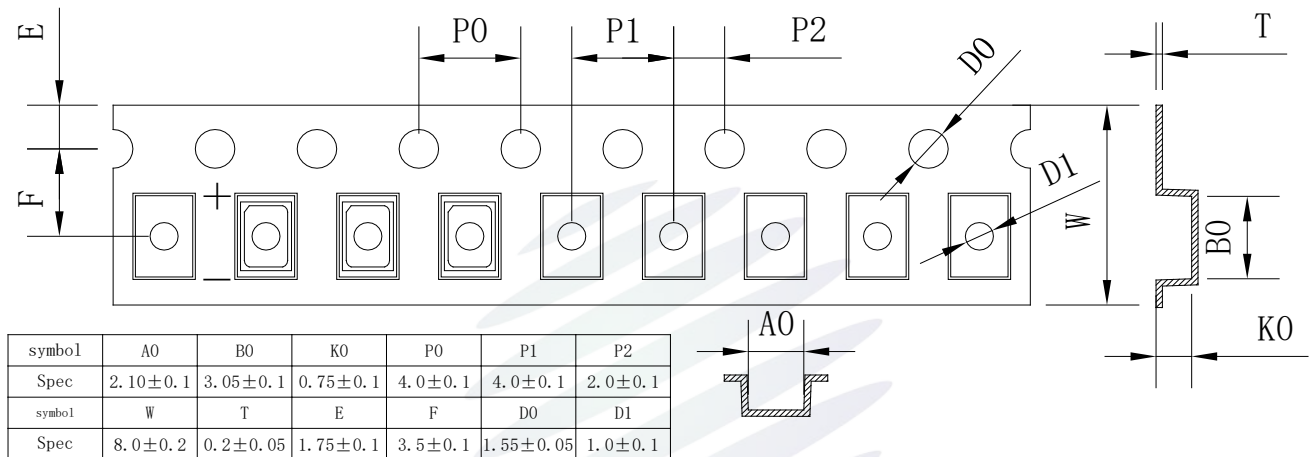 E
P0
P1
P2
D0
T
F
D1
W
B0
+
−
A0
K0
symbol A0 B0 K0 P0 P1 P2
Spec 2.10±0.1 3.05±0.1 0.75±0.1 4.0±0.1 4.0±0.1 2.0±0.1
symbol W T E F D0 D1
Spec 8.0±0.2 0.2±0.05 1.75±0.1 3.5±0.1 1.55±0.05 1.0±0.1